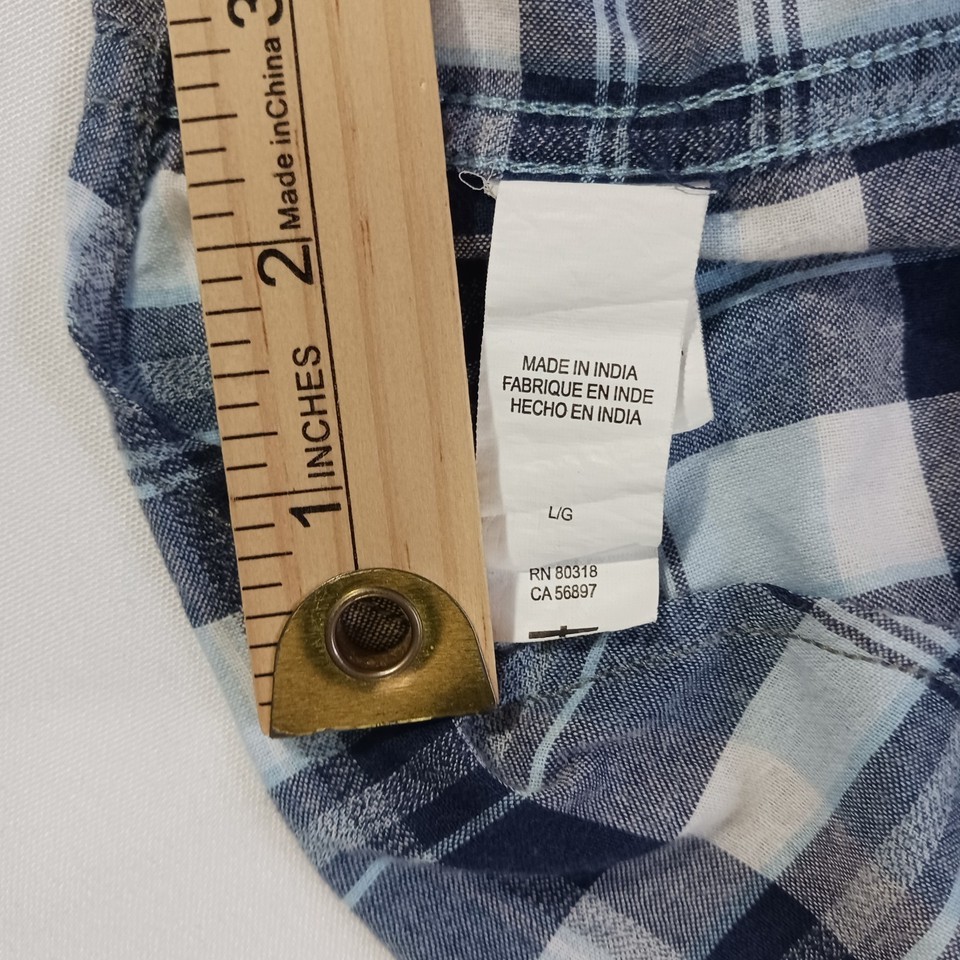 3
Made in China
2
INCHES
1
MADE IN INDIA
FABRIQUE EN INDE
HECHO EN INDIA
L/G
RN 80318
CA 56897